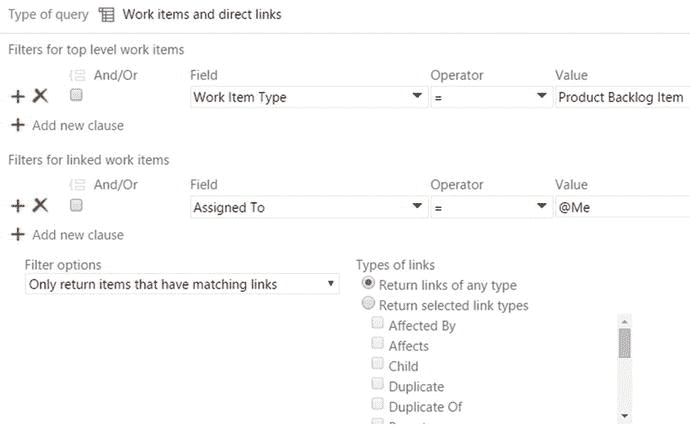 Type of query Work items and direct links
Filters for top level work items
And/Or Field Operator Value
Work Item Type = Product Backlog Item
Add new clause
Filters for linked work items
And/Or Field Operator Value
Assigned To = @Me
Add new clause
Filter options Types of links
Only return items that have matching links Return links of any type
Return selected link types
Affected By
Affects
Child
Duplicate
Duplicate Of